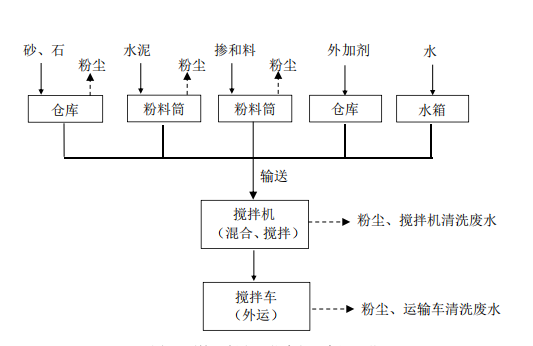 砂、石 水泥 掺和料 外加剂 水
粉尘 粉尘 粉尘
仓库 粉料筒 粉料筒 仓库 水箱
输送
搅拌机
（混合、搅拌）
粉尘、搅拌机清洗废水
搅拌车
（外运）
粉尘、运输车清洗废水